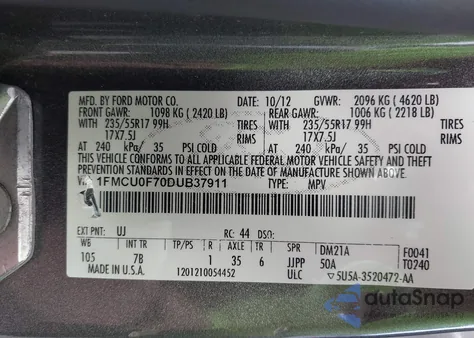 MFD. BY FORD MOTOR CO. 10/12 GVWR: 2096 KG ( 4620 LB)
FRONT GAWR: 1098 KG ( 2420 LB) REAR GAWR: 1006 KG ( 2218 LB)
WITH 235/55R17 99H TIRES WITH 235/55R17 99H TIRES
17X7.5J RIMS 17X7.5J RIMS
AT 240 kPa/ 35 PSI COLD AT 240 kPa/ 35 PSI COLD
THIS VEHICLE CONFORMS TO ALL APPLICABLE FEDERAL MOTOR VEHICLE SAFETY AND THEFT
PREVENTION STANDARDS IN EFFECT ON THE DATE OF MANUFACTURE SHOWN ABOVE.
1FMCU0F70DUB37911 TYPE: MPV
EXT PNT: UJ RC: 44 DSO:
WB INT TR TP/PS R AXLE TR SPR DM21A F0041
105 7B 1 35 6 JJPP 50A T0240
MADE IN U.S.A. 1201210054452 ULC 5USA-3520472-AA
autoSnap